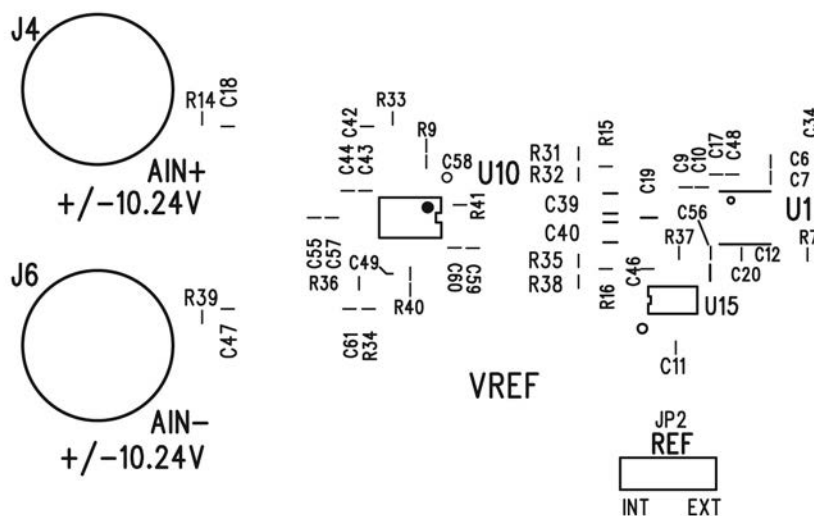 J4
R14
C18
AIN+
+/-10.24V
J6
R39
C47
AIN-
+/-10.24V
C42
R33
R9
C44
C43
C58
U10
R41
C55
C57
C49
R36
R40
C60
C59
C61
R34
VREF
R31
R32
R15
C39
C19
C40
R35
R38
R16
C46
C9
C10
C17
C48
C34
C6
C7
U1
C56
R37
C12
C20
R7
U15
C11
JP2
REF
INT EXT